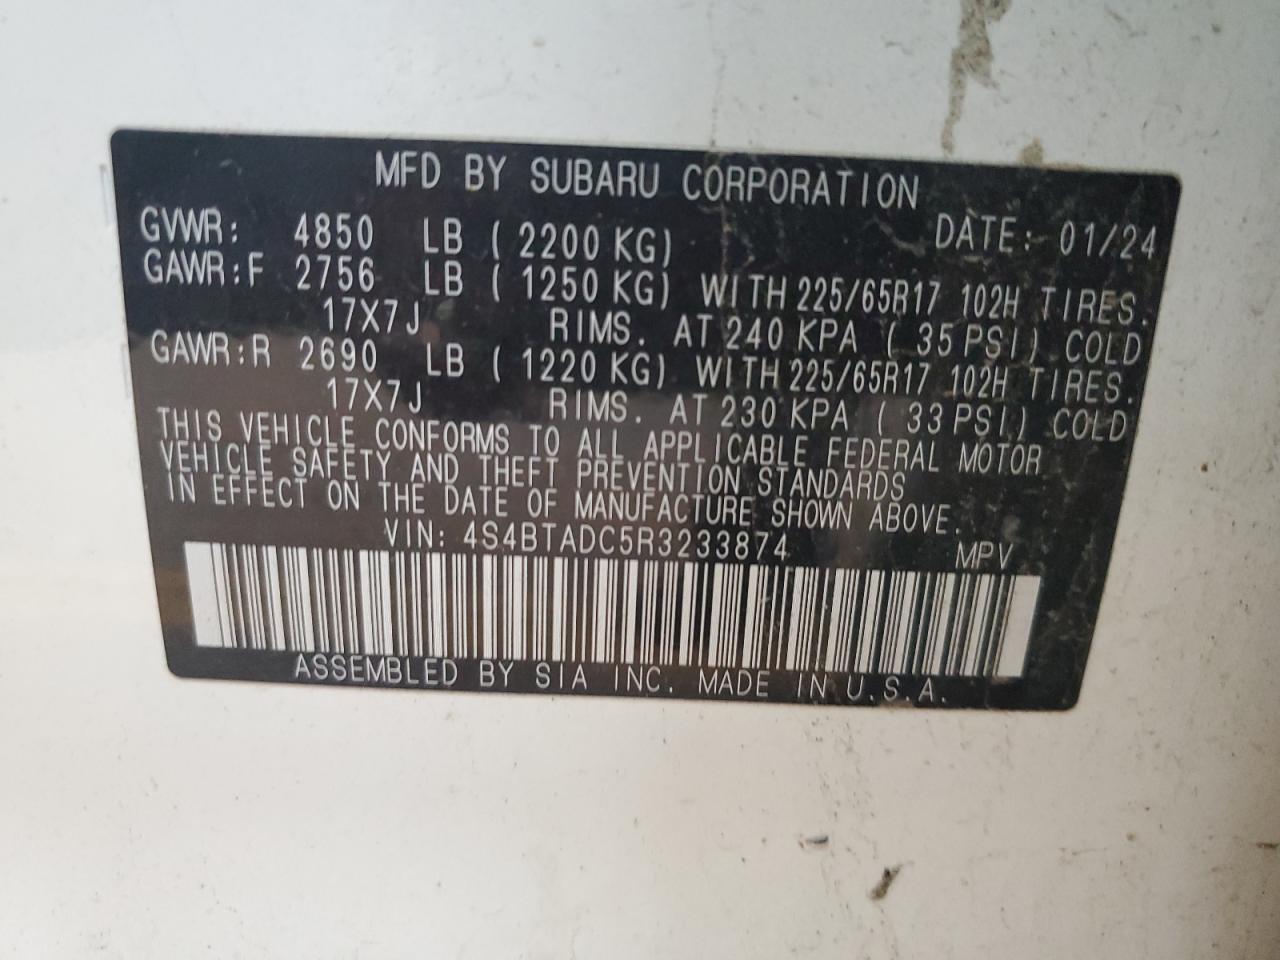 MFD BY SUBARU CORPORATION
GVWR: 4850 LB ( 2200 KG) DATE: 01/24
GAWR:F 2756 LB ( 1250 KG) WITH 225/65R17 102H TIRES.
17X7J RIMS. AT 240 KPA ( 35 PSI) COLD
GAWR:R 2690 LB ( 1220 KG) WITH 225/65R17 102H TIRES.
17X7J RIMS. AT 230 KPA ( 33 PSI) COLD
THIS VEHICLE CONFORMS TO ALL APPLICABLE FEDERAL MOTOR
VEHICLE SAFETY AND THEFT PREVENTION STANDARDS
IN EFFECT ON THE DATE OF MANUFACTURE SHOWN ABOVE.
VIN: 4S4BTADC5R3233874 MPV
ASSEMBLED BY SIA INC. MADE IN U.S.A.